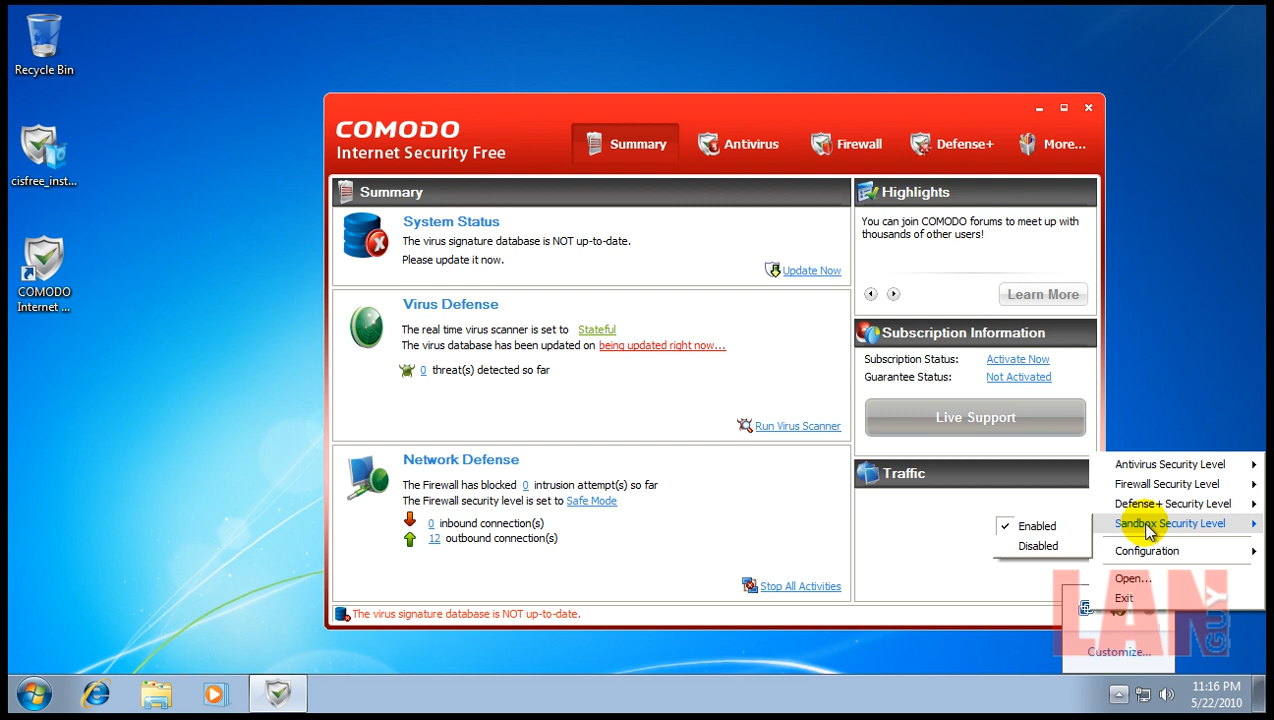 Recycle Bin
cisfree_inst...
COMODO
Internet ...
COMODO
Internet Security Free
Summary
Antivirus
Firewall
Defense+
More...
Summary
System Status
The virus signature database is NOT up-to-date.
Please update it now.
Update Now
Virus Defense
The real time virus scanner is set to Stateful
The virus database has been updated on being updated right now...
0 threat(s) detected so far
Run Virus Scanner
Network Defense
The Firewall has blocked 0 intrusion attempt(s) so far
The Firewall security level is set to Safe Mode
0 inbound connection(s)
12 outbound connection(s)
Stop All Activities
The virus signature database is NOT up-to-date.
Highlights
You can join COMODO forums to meet up with
thousands of other users!
Learn More
Subscription Information
Subscription Status: Activate Now
Guarantee Status: Not Activated
Live Support
Traffic
Antivirus Security Level
Firewall Security Level
Defense+ Security Level
Sandbox Security Level
Configuration
Open...
Exit
Enabled
Disabled
LAN
GUY
Customize...
11:16 PM
5/22/2010